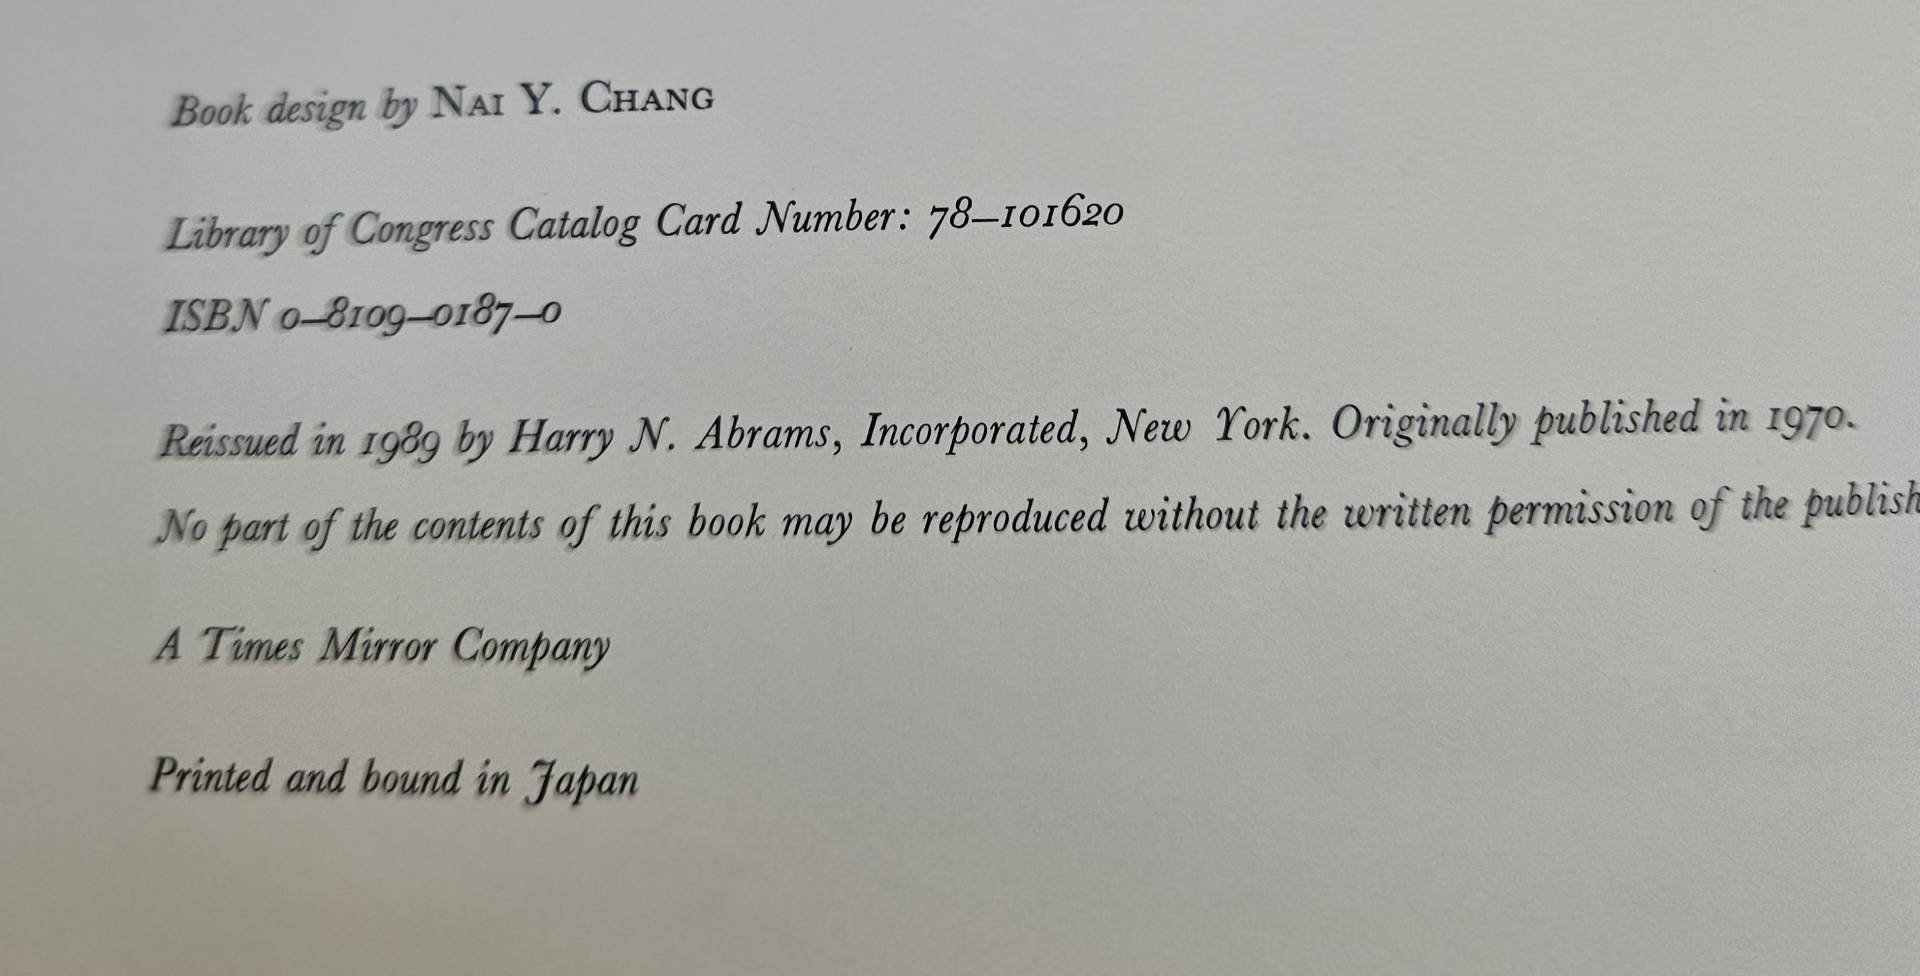 Book design by NAI Y. CHANG
Library of Congress Catalog Card Number: 78–101620
ISBN 0–8109–0187–0
Reissued in 1989 by Harry N. Abrams, Incorporated, New York. Originally published in 1970.
No part of the contents of this book may be reproduced without the written permission of the publish
A Times Mirror Company
Printed and bound in Japan